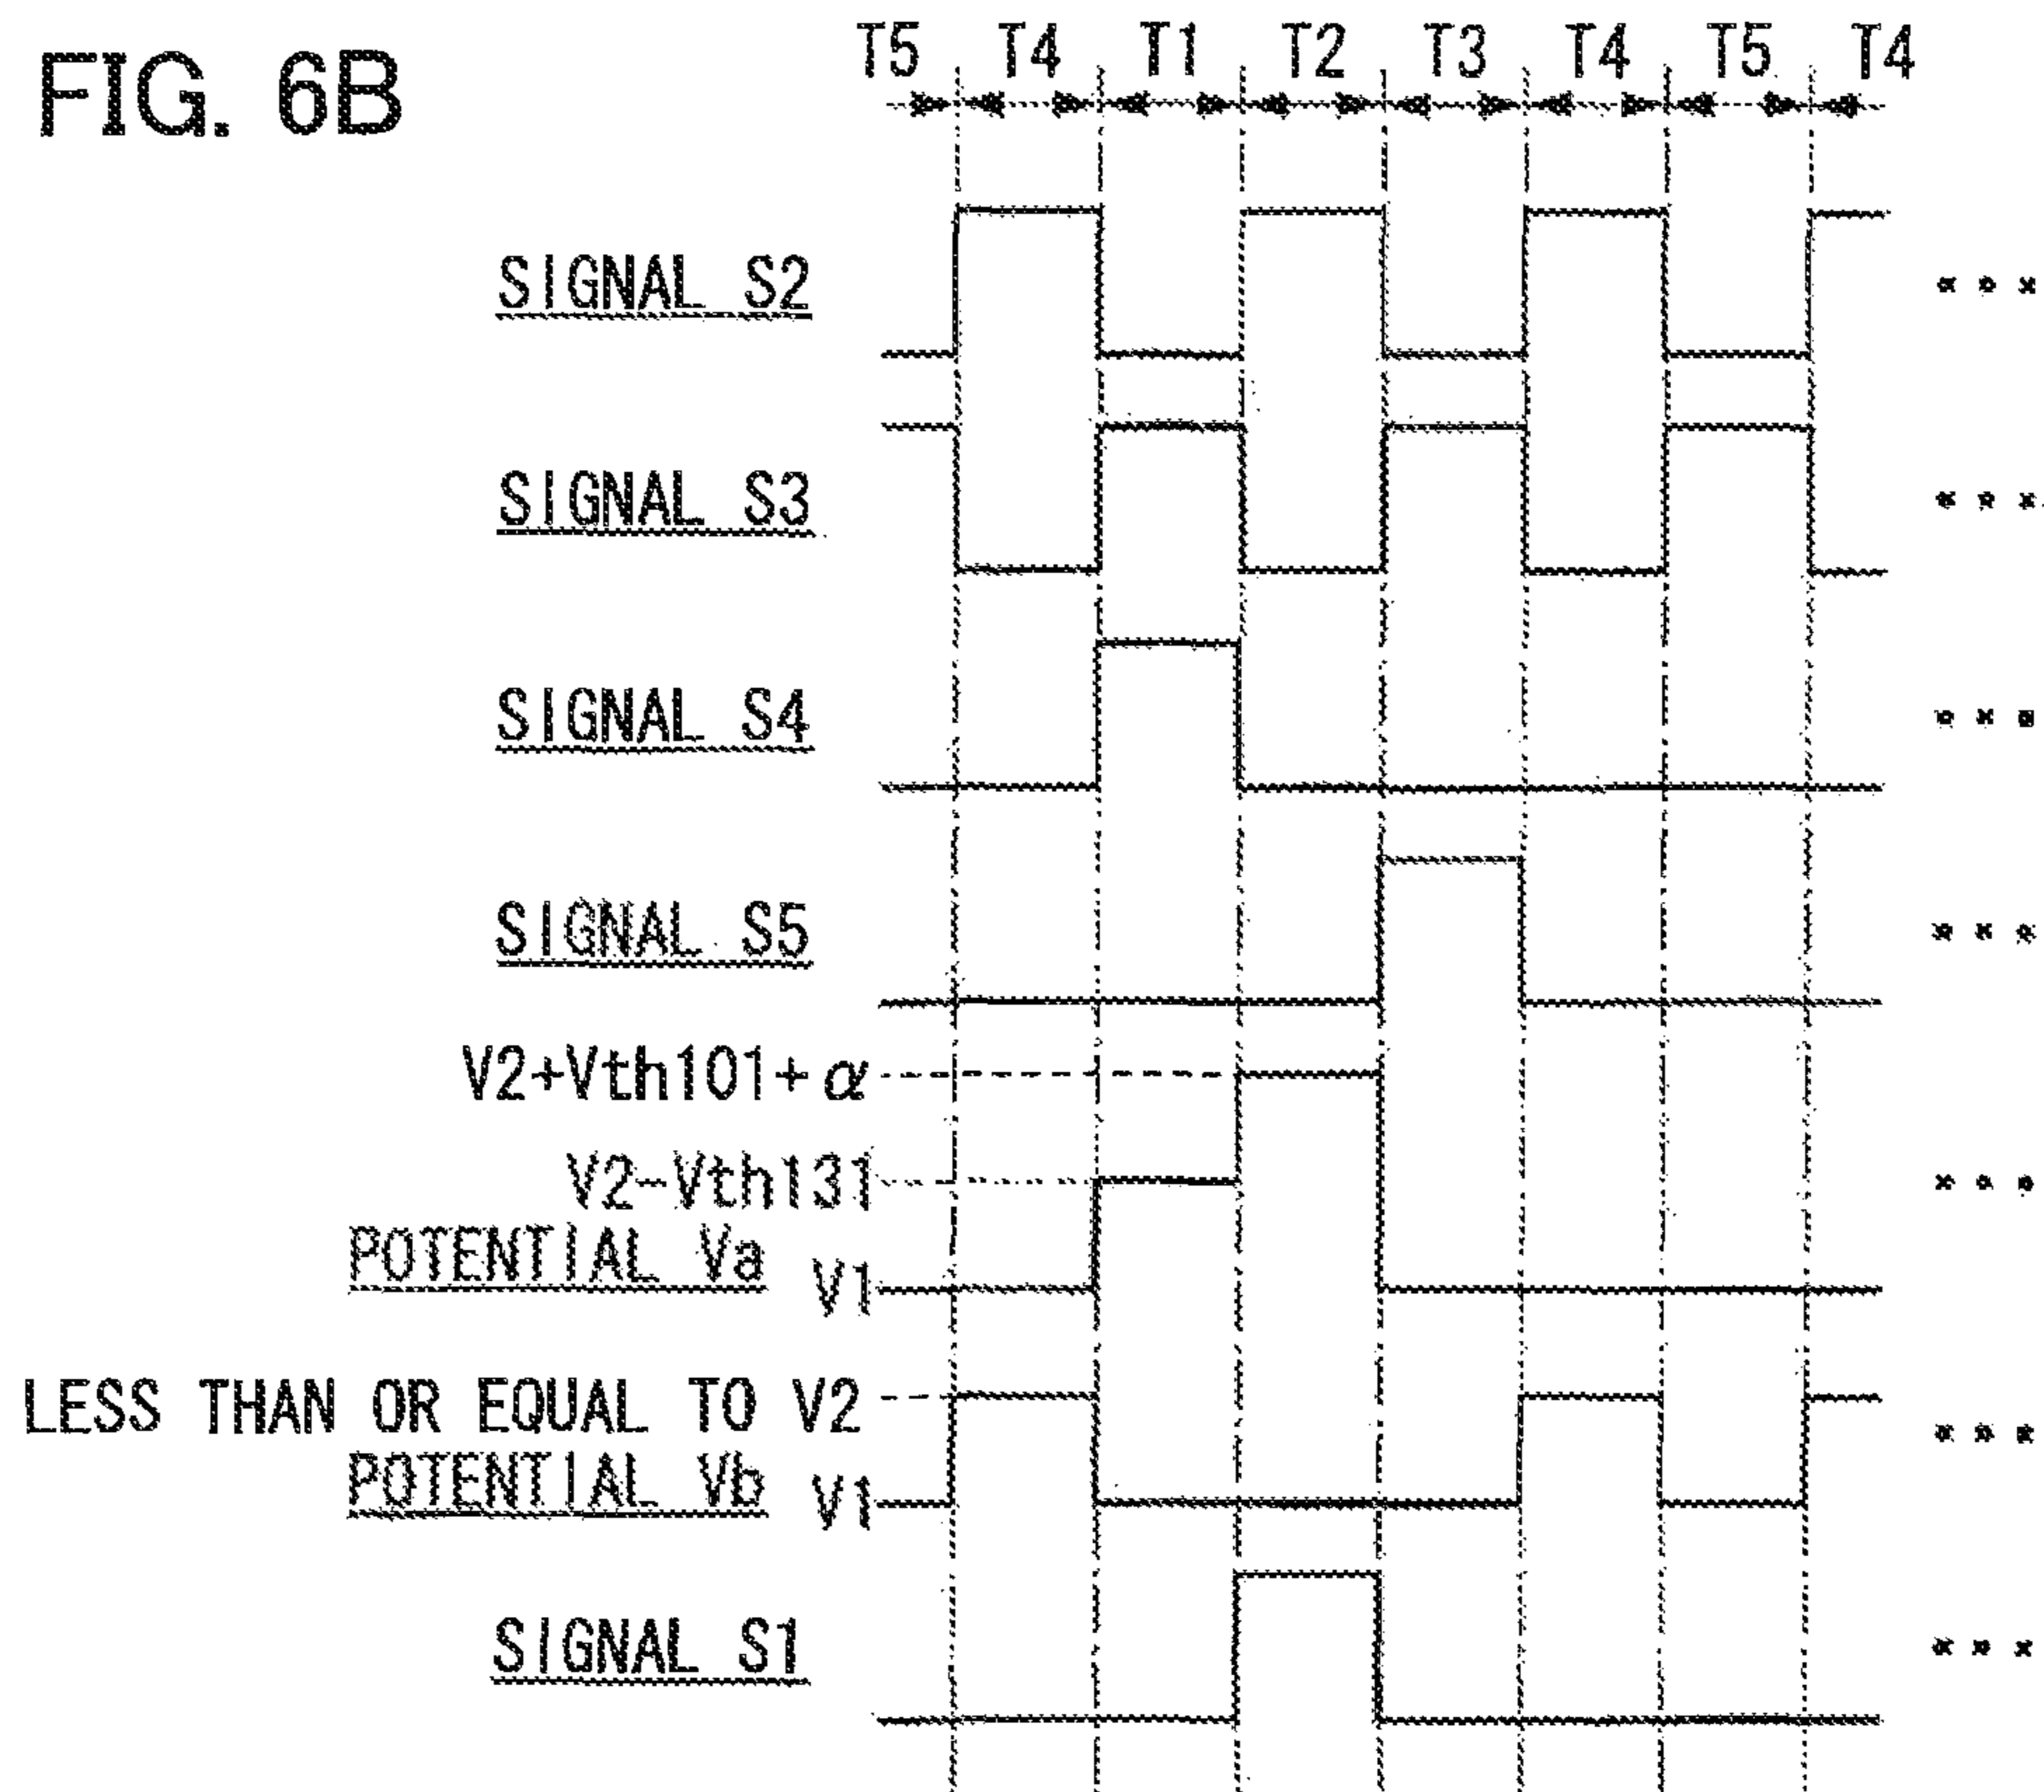 FIG. 6B
T5 T4 T1 T2 T3 T4 T5 T4
SIGNAL S2
SIGNAL S3
SIGNAL S4
SIGNAL S5
V2+Vth101+α
V2-Vth131
POTENTIAL Va V1
LESS THAN OR EQUAL TO V2
POTENTIAL Vb V1
SIGNAL S1